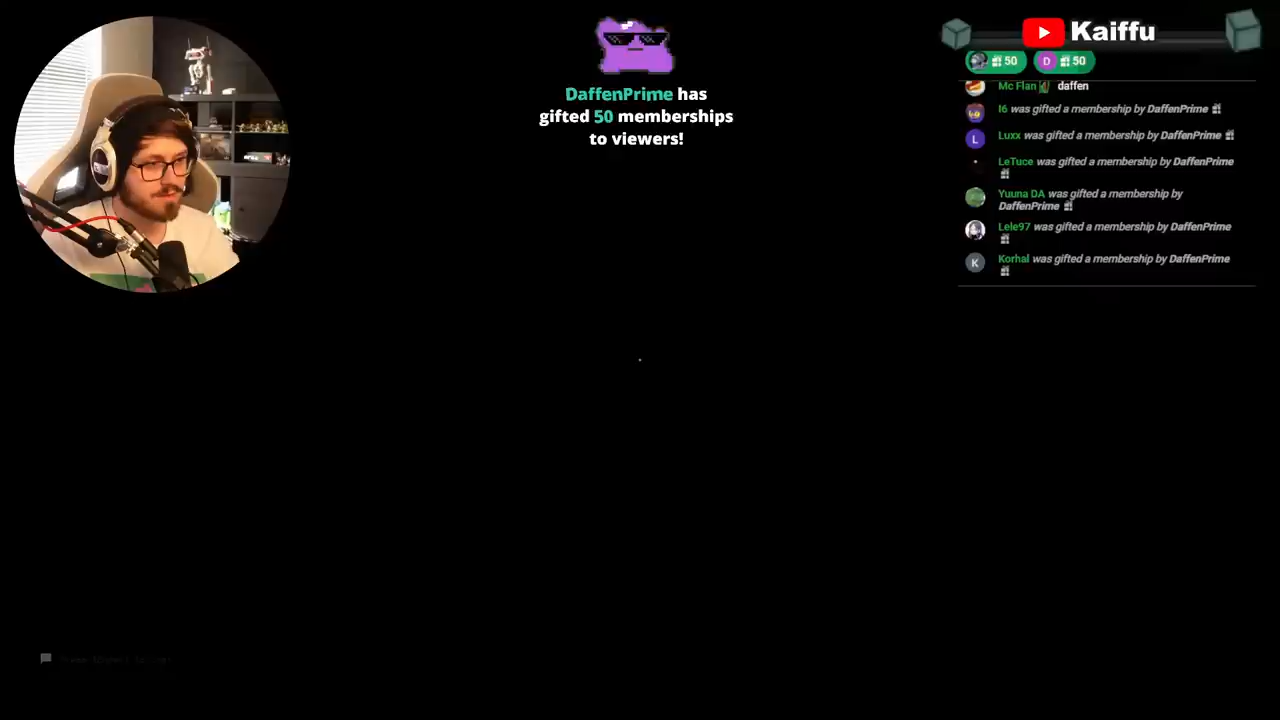 DaffenPrime has
gifted 50 memberships
to viewers!
Kaiffu
50
D 50
Mc Flan daffen
I6 was gifted a membership by DaffenPrime
L Luxx was gifted a membership by DaffenPrime
LeTuce was gifted a membership by DaffenPrime
Yuuna DA was gifted a membership by
DaffenPrime
Lele97 was gifted a membership by DaffenPrime
K Korhal was gifted a membership by DaffenPrime